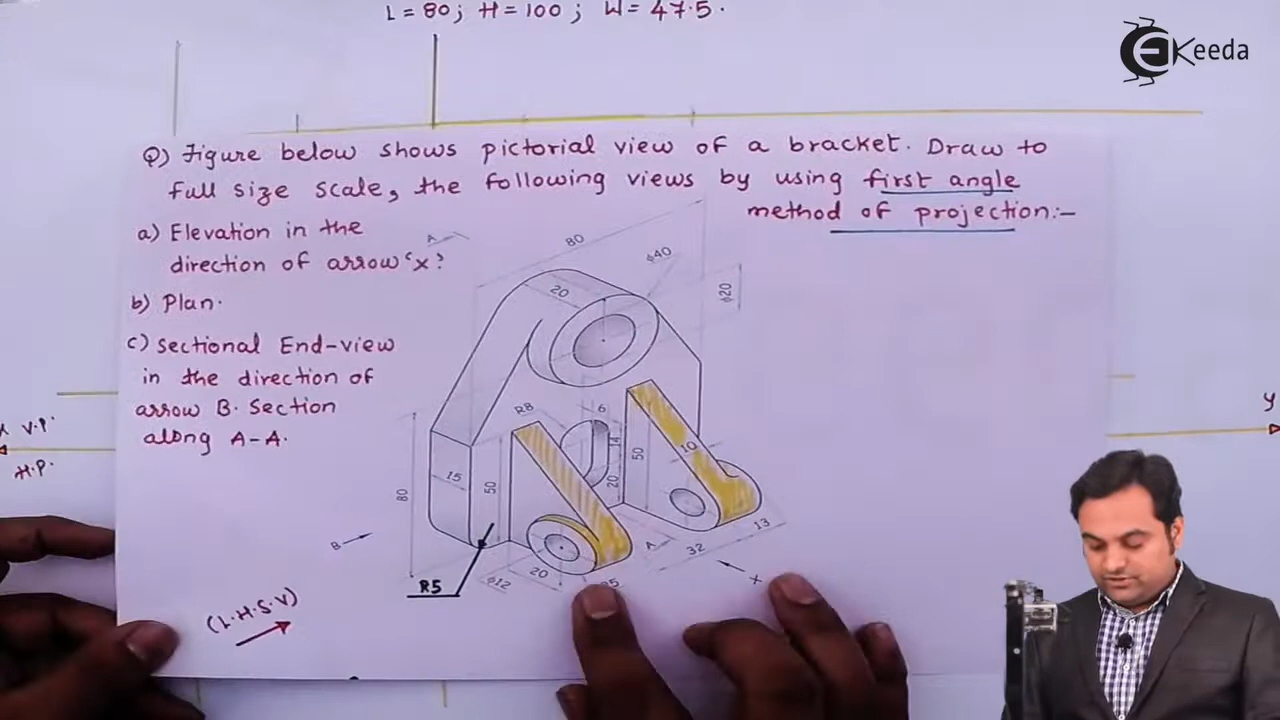 L = 80; H = 100; W = 47.5.
EKeeda
Q) Figure below shows pictorial view of a bracket. Draw to
full size scale, the following views by using first angle
method of projection:-
a) Elevation in the
direction of arrow 'x'.
b) Plan.
c) Sectional End-view
in the direction of
arrow B. Section
along A-A.
A
80
φ40
20
φ20
R8
6
14
50
10
15
50
20
80
13
A
32
B
X
R5
φ12
20
(L.H.S.V)
X V.P.
H.P.
y